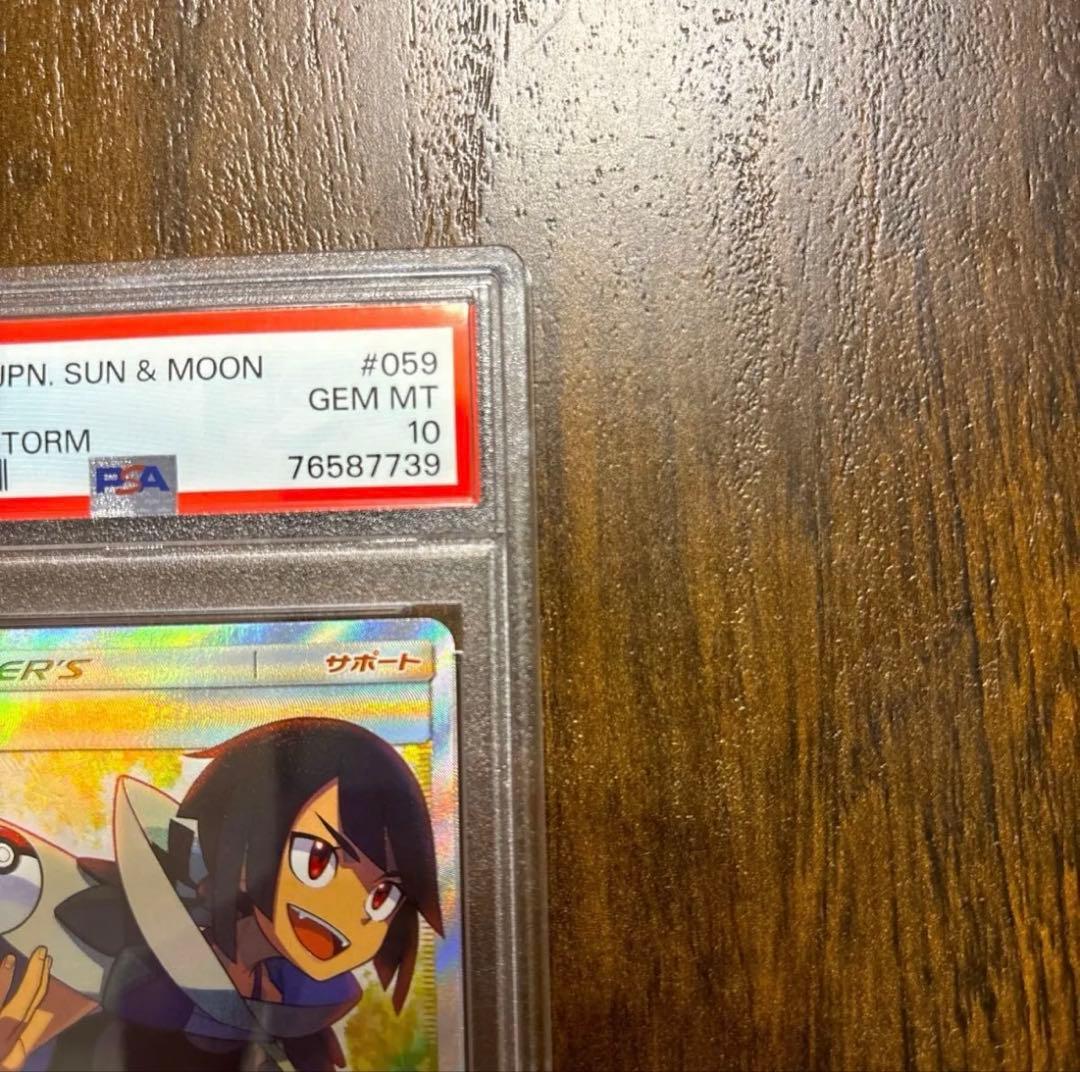 JPN. SUN & MOON #059
GEM MT
TORM 10
PSA 76587739
ER'S サポート